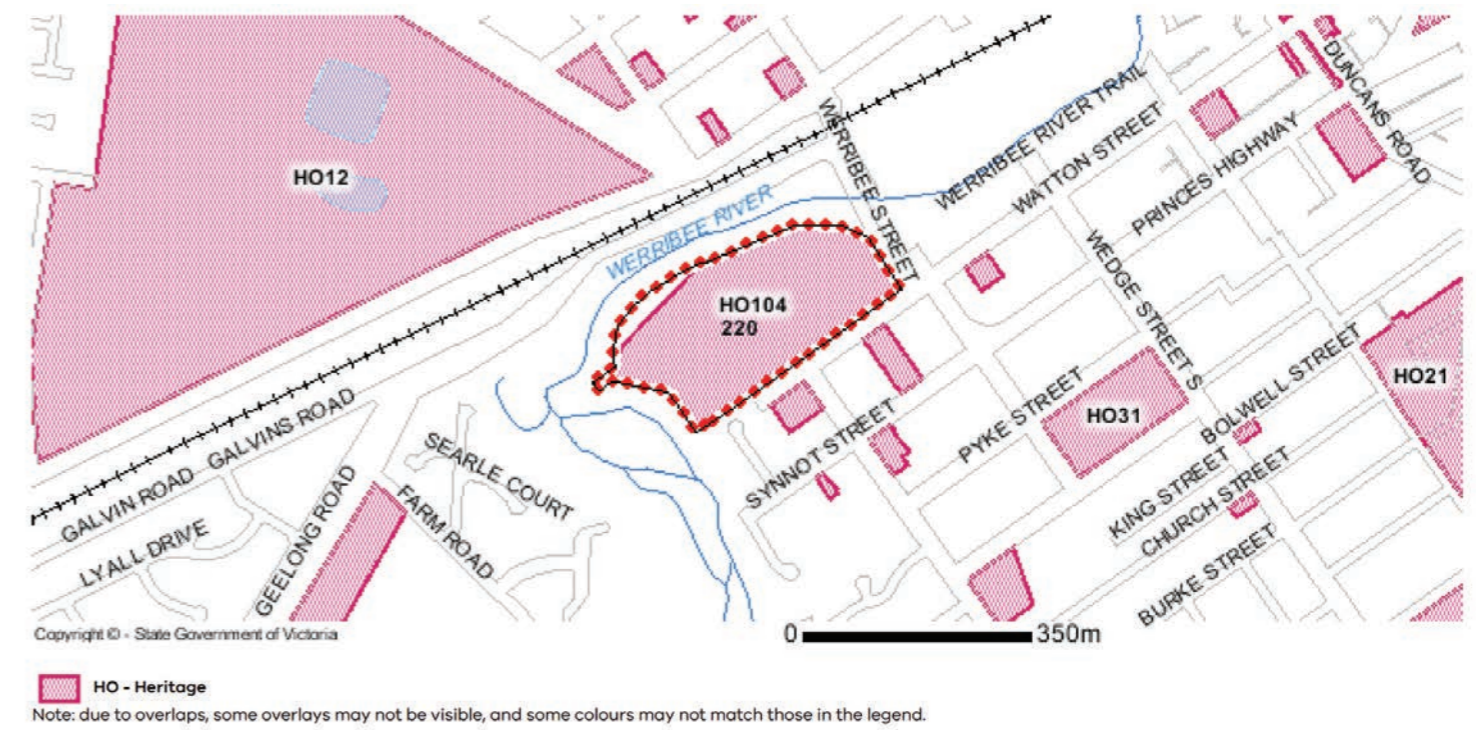 DUNCANS ROAD
WERRIBEE STREET
WERRIBEE RIVER TRAIL
WATTON STREET
PRINCES HIGHWAY
HO12
WERRIBEE RIVER
WEDGE STREET S
HO104
220
HO21
BOLWELL STREET
PYKE STREET
HO31
GALVINS ROAD
SEARLE COURT
SYNNOT STREET
KING STREET
CHURCH STREET
GALVIN ROAD
FARM ROAD
LYALL DRIVE
GEELONG ROAD
BURKE STREET
Copyright © - State Government of Victoria
0 350m
HO - Heritage
Note: due to overlaps, some overlays may not be visible, and some colours may not match those in the legend.